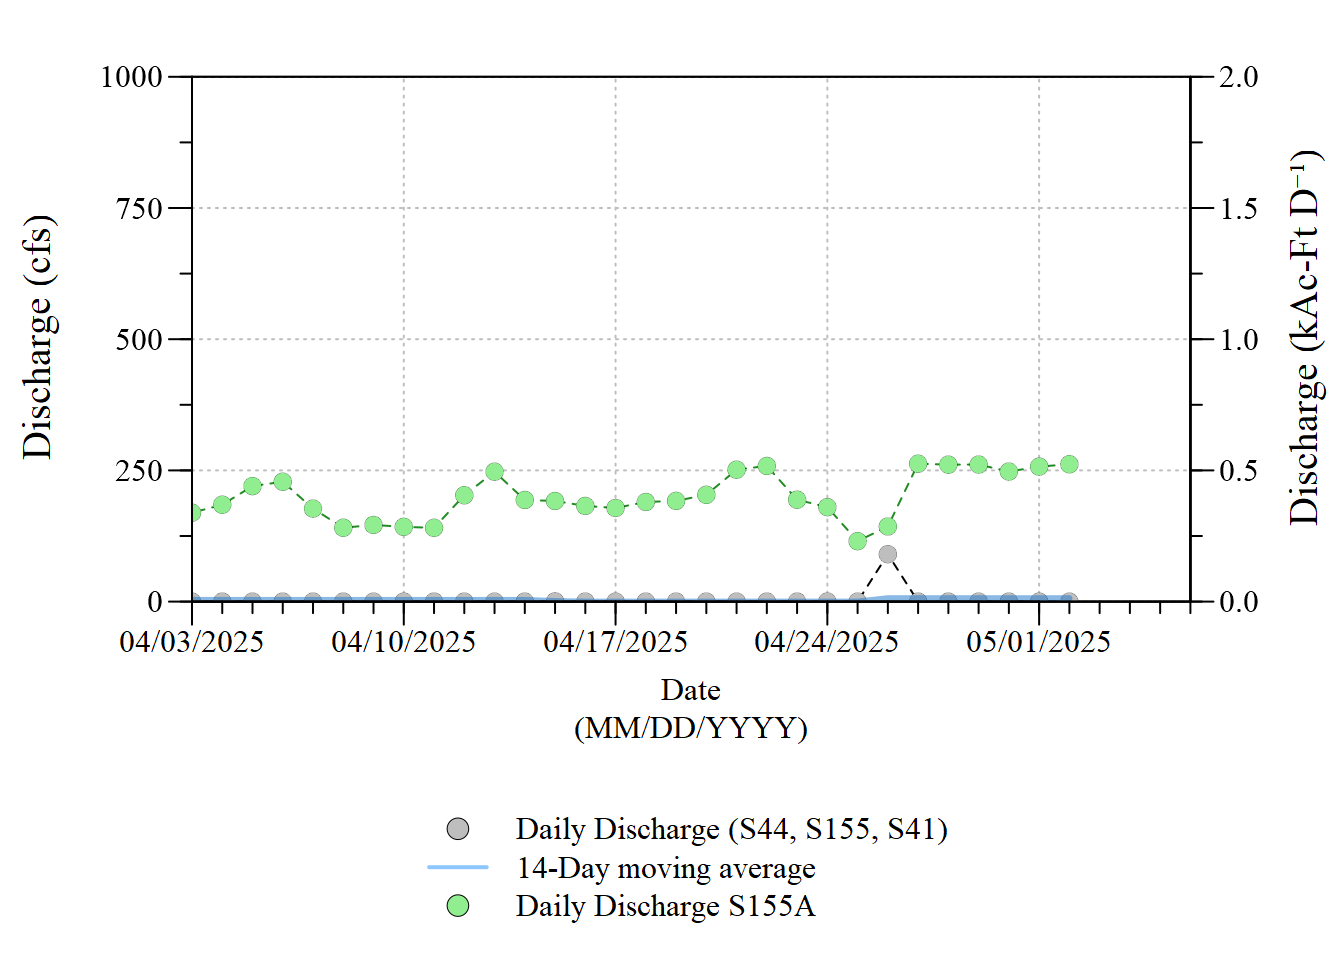 1000
750
500
250
0
Discharge (cfs)
2.0
1.5
1.0
0.5
0.0
Discharge (kAc-Ft D⁻¹)
04/03/2025 04/10/2025 04/17/2025 04/24/2025 05/01/2025
Date
(MM/DD/YYYY)
Daily Discharge (S44, S155, S41)
14-Day moving average
Daily Discharge S155A